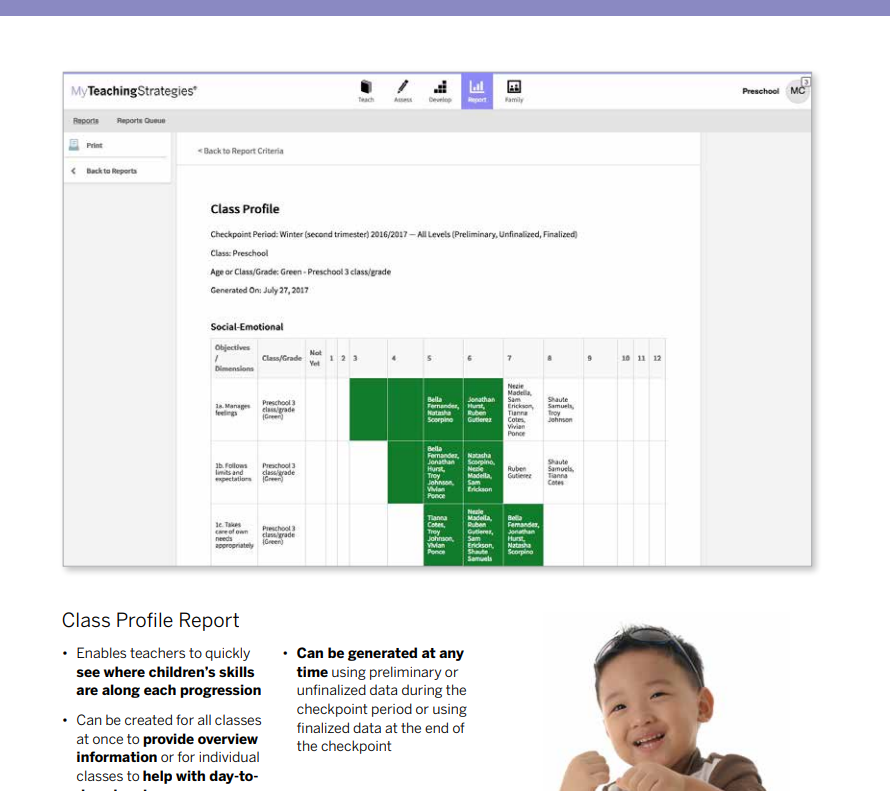 MyTeachingStrategies®
Teach
Assess
Develop
Report
Family
Preschool
MC
3
Reports
Reports Queue
Print
Back to Reports
< Back to Report Criteria
Class Profile
Checkpoint Period: Winter (second trimester) 2016/2017 — All Levels (Preliminary, Unfinalized, Finalized)
Class: Preschool
Age or Class/Grade: Green - Preschool 3 class/grade
Generated On: July 27, 2017
Social-Emotional
Objectives
/
Dimensions
Class/Grade
Not
Yet
1
2
3
4
5
6
7
8
9
10
11
12
1a. Manages
feelings
Preschool 3
class/grade
(Green)
Bella
Fernandez,
Natasha
Scorpino
Jonathan
Hurst,
Ruben
Gutierez
Nezie
Madella,
Sam
Erickson,
Tianna
Cotes,
Vivian
Ponce
Shaute
Samuels,
Troy
Johnson
1b. Follows
limits and
expectations
Preschool 3
class/grade
(Green)
Bella
Fernandez,
Jonathan
Hurst,
Troy
Johnson,
Vivian
Ponce
Natasha
Scorpino,
Nezie
Madella,
Sam
Erickson
Ruben
Gutierez
Shaute
Samuels,
Tianna
Cotes
1c. Takes
care of own
needs
appropriately
Preschool 3
class/grade
(Green)
Tianna
Cotes,
Troy
Johnson,
Vivian
Ponce
Nezie
Madella,
Ruben
Gutierez,
Sam
Erickson,
Shaute
Samuels
Bella
Fernandez,
Jonathan
Hurst,
Natasha
Scorpino
Class Profile Report
• Enables teachers to quickly
see where children’s skills
are along each progression
• Can be created for all classes
at once to provide overview
information or for individual
classes to help with day-to-
• Can be generated at any
time using preliminary or
unfinalized data during the
checkpoint period or using
finalized data at the end of
the checkpoint